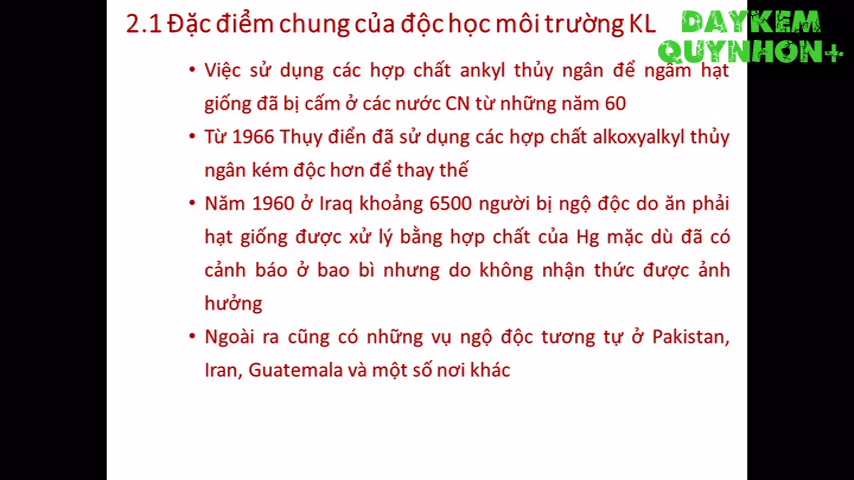 2.1 Đặc điểm chung của độc học môi trường KL
DAYKEM
QUYNHON+
• Việc sử dụng các hợp chất ankyl thủy ngân để ngâm hạt
giống đã bị cấm ở các nước CN từ những năm 60
• Từ 1966 Thụy điển đã sử dụng các hợp chất alkoxyalkyl thủy
ngân kém độc hơn để thay thế
• Năm 1960 ở Iraq khoảng 6500 người bị ngộ độc do ăn phải
hạt giống được xử lý bằng hợp chất của Hg mặc dù đã có
cảnh báo ở bao bì nhưng do không nhận thức được ảnh
hưởng
• Ngoài ra cũng có những vụ ngộ độc tương tự ở Pakistan,
Iran, Guatemala và một số nơi khác